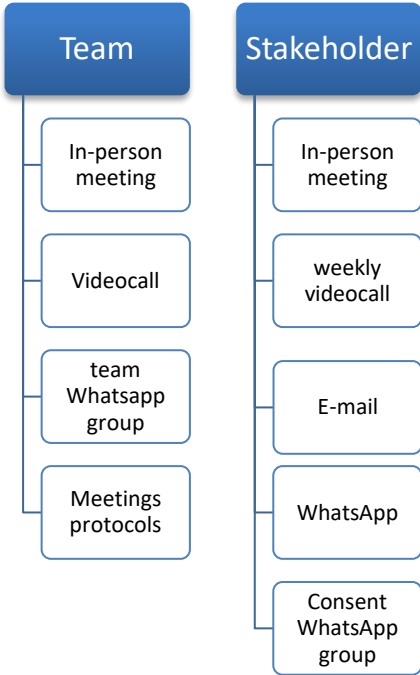 Team
In-person
meeting
Videocall
team
Whatsapp
group
Meetings
protocols
Stakeholder
In-person
meeting
weekly
videocall
E-mail
WhatsApp
Consent
WhatsApp
group